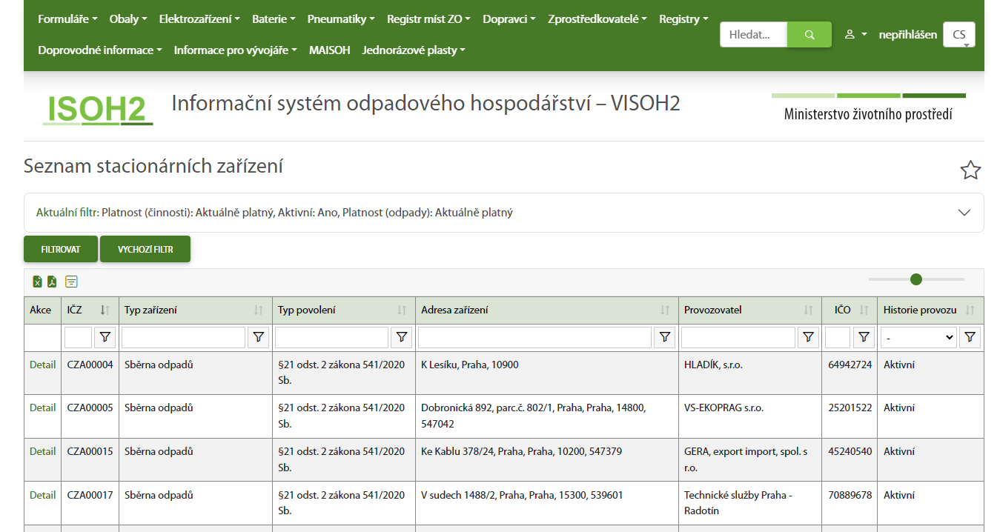 Formuláře Obaly Elektrozařízení Baterie Pneumatiky Registr míst ZO Dopravci Zprostředkovatelé Registry
Hledat... nepřihlášen CS
Doprovodné informace Informace pro vývojáře MAISOH Jednorázové plasty
ISOH2 Informační systém odpadového hospodářství – VISOH2
Ministerstvo životního prostředí
Seznam stacionárních zařízení
Aktuální filtr: Platnost (činnosti): Aktuálně platný, Aktivní: Ano, Platnost (odpady): Aktuálně platný
FILTROVAT VYCHOZÍ FILTR
Akce IČZ Typ zařízení Typ povolení Adresa zařízení Provozovatel IČO Historie provozu
-
Detail CZA00004 Sběrna odpadů §21 odst. 2 zákona 541/2020 K Lesíku, Praha, 10900 HLADÍK, s.r.o. 64942724 Aktivní
Sb.
Detail CZA00005 Sběrna odpadů §21 odst. 2 zákona 541/2020 Dobronická 892, parc.č. 802/1, Praha, Praha, 14800, VS-EKOPRAG s.r.o. 25201522 Aktivní
Sb. 547042
Detail CZA00015 Sběrna odpadů §21 odst. 2 zákona 541/2020 Ke Kablu 378/24, Praha, Praha, 10200, 547379 GERA, export import, spol. s 45240540 Aktivní
Sb. r.o.
Detail CZA00017 Sběrna odpadů §21 odst. 2 zákona 541/2020 V sudech 1488/2, Praha, Praha, 15300, 539601 Technické služby Praha - 70889678 Aktivní
Sb. Radotín